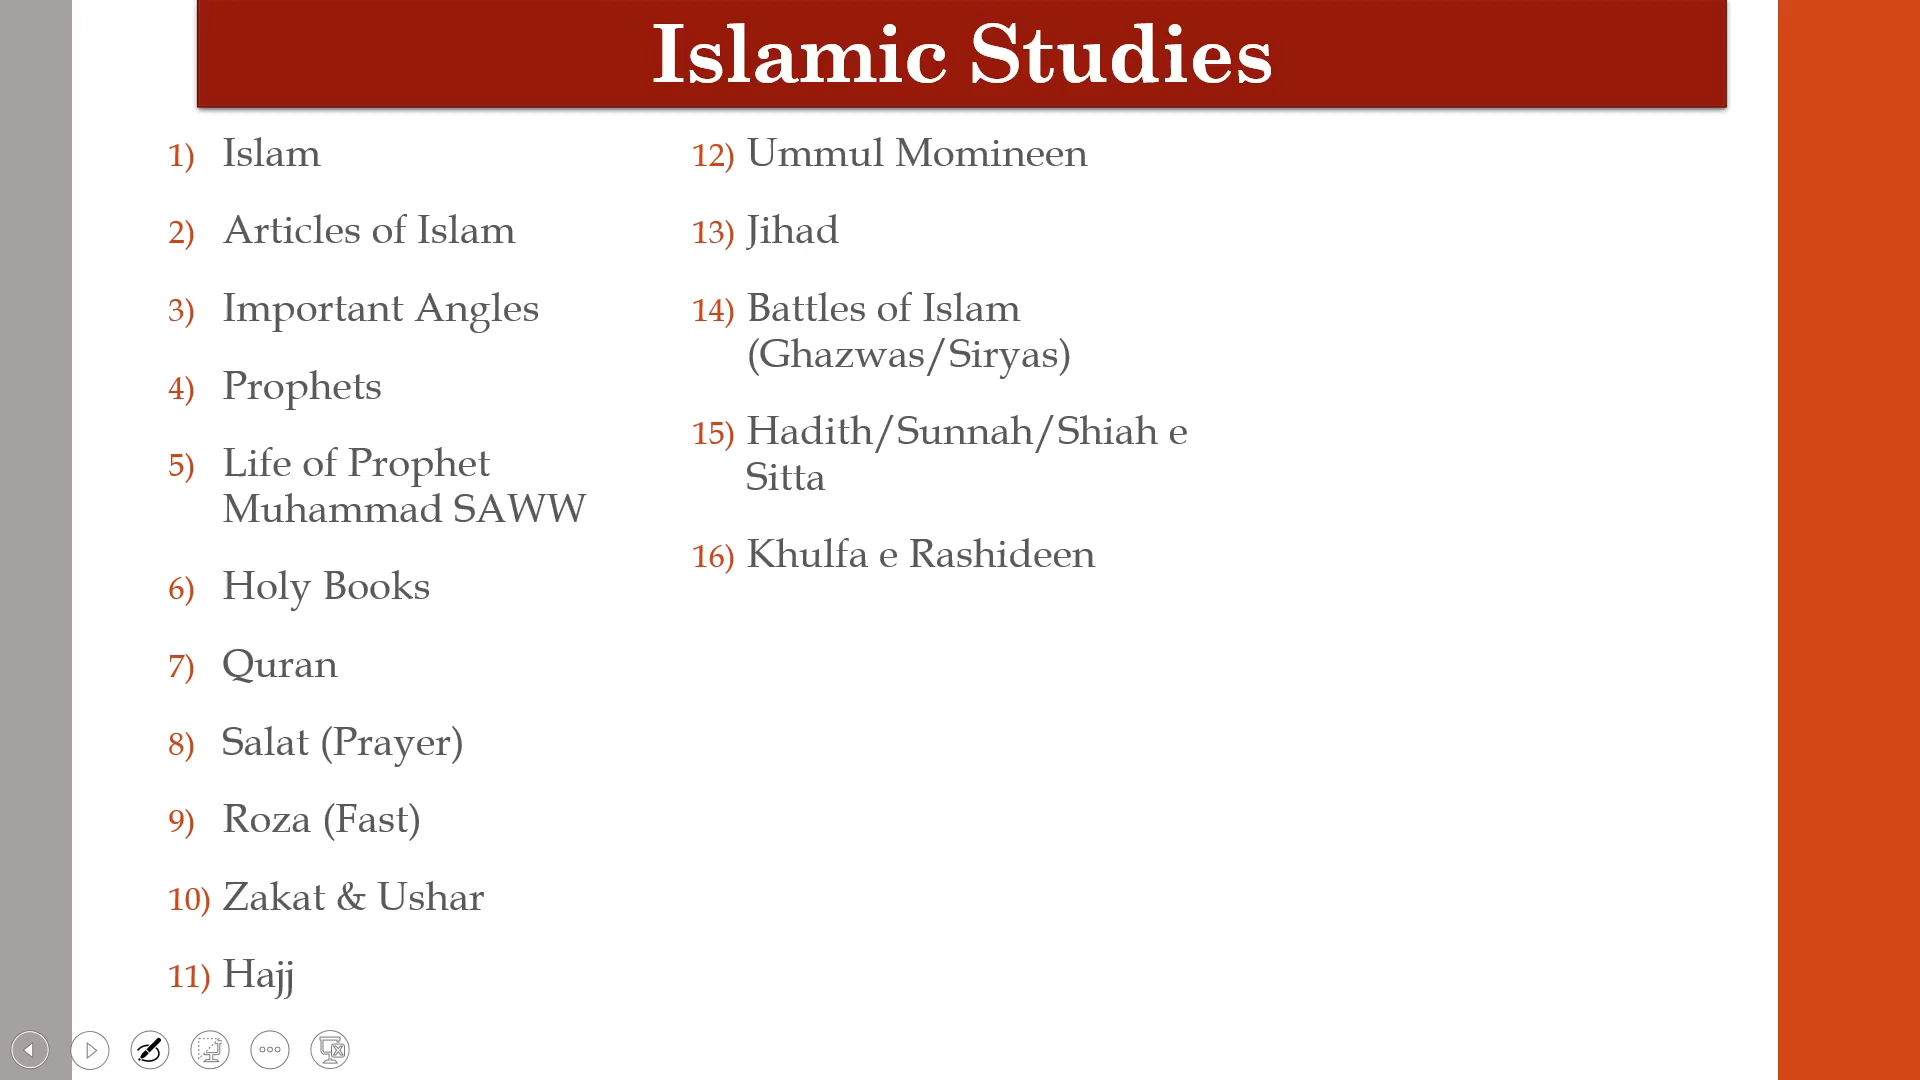 Islamic Studies
1) Islam
2) Articles of Islam
3) Important Angles
4) Prophets
5) Life of Prophet
Muhammad SAWW
6) Holy Books
7) Quran
8) Salat (Prayer)
9) Roza (Fast)
10) Zakat & Ushar
11) Hajj
12) Ummul Momineen
13) Jihad
14) Battles of Islam
(Ghazwas/Siryas)
15) Hadith/Sunnah/Shiah e
Sitta
16) Khulfa e Rashideen